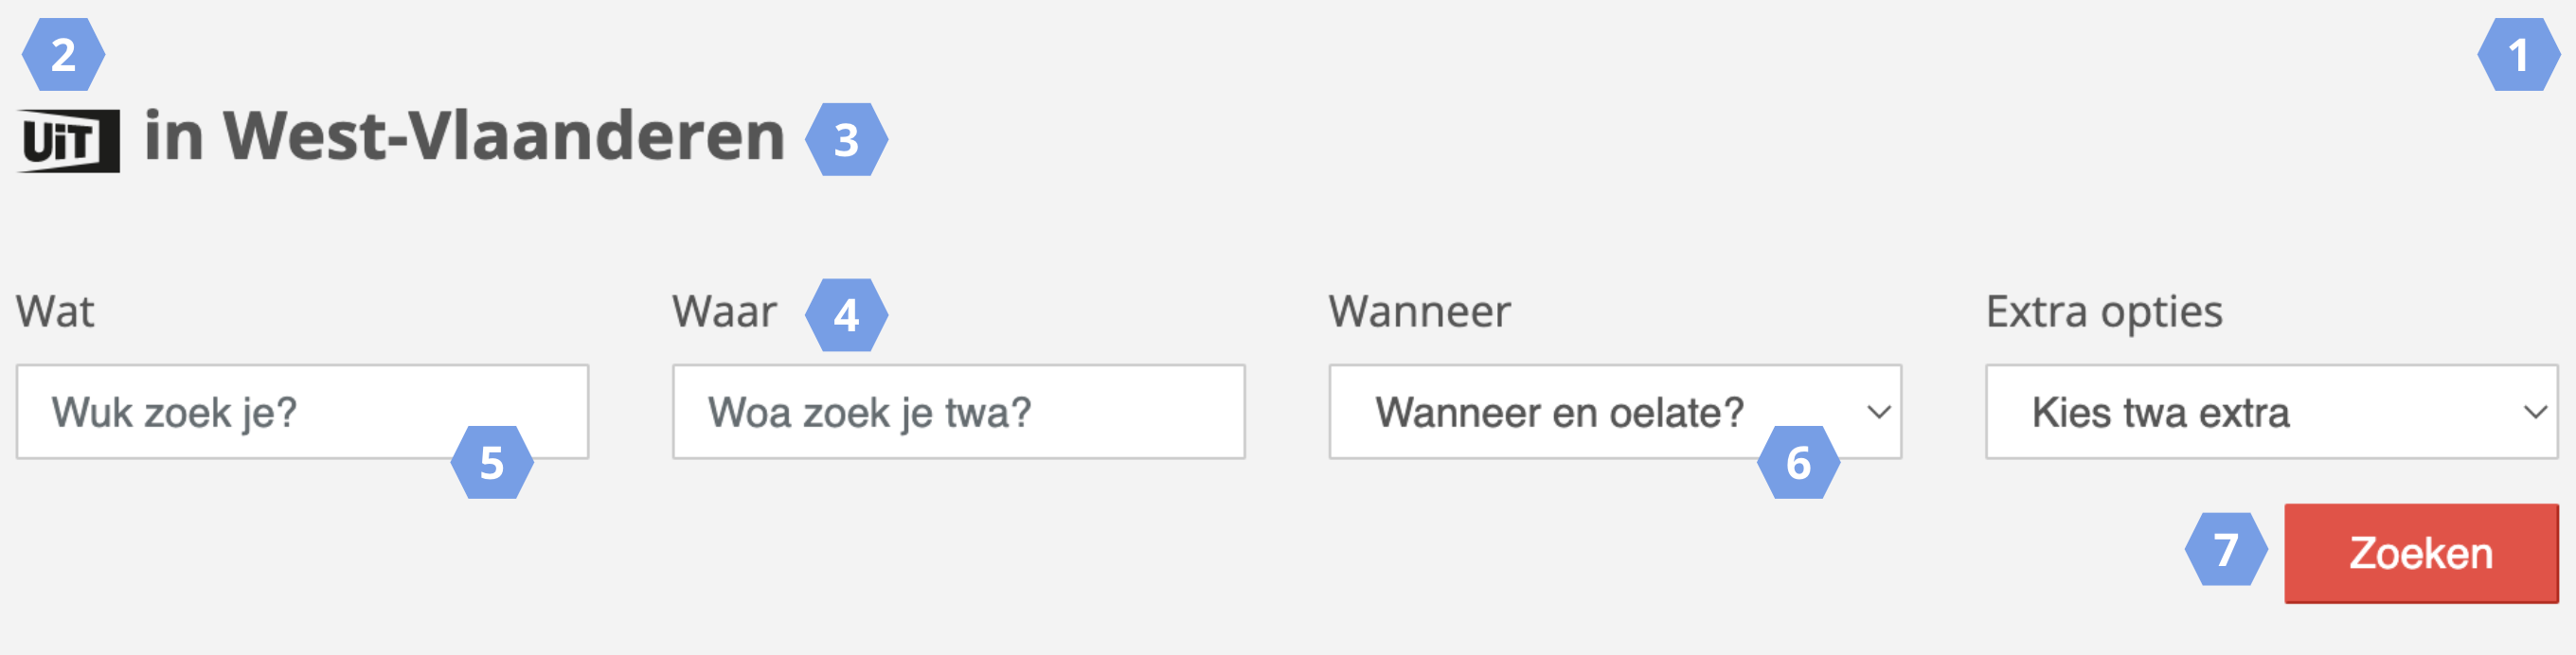 2
1
UiT in West-Vlaanderen 3
Wat
Waar 4
Wanneer
Extra opties
Wuk zoek je?
Woa zoek je twa?
Wanneer en oelate?
Kies twa extra
5
6
7 Zoeken